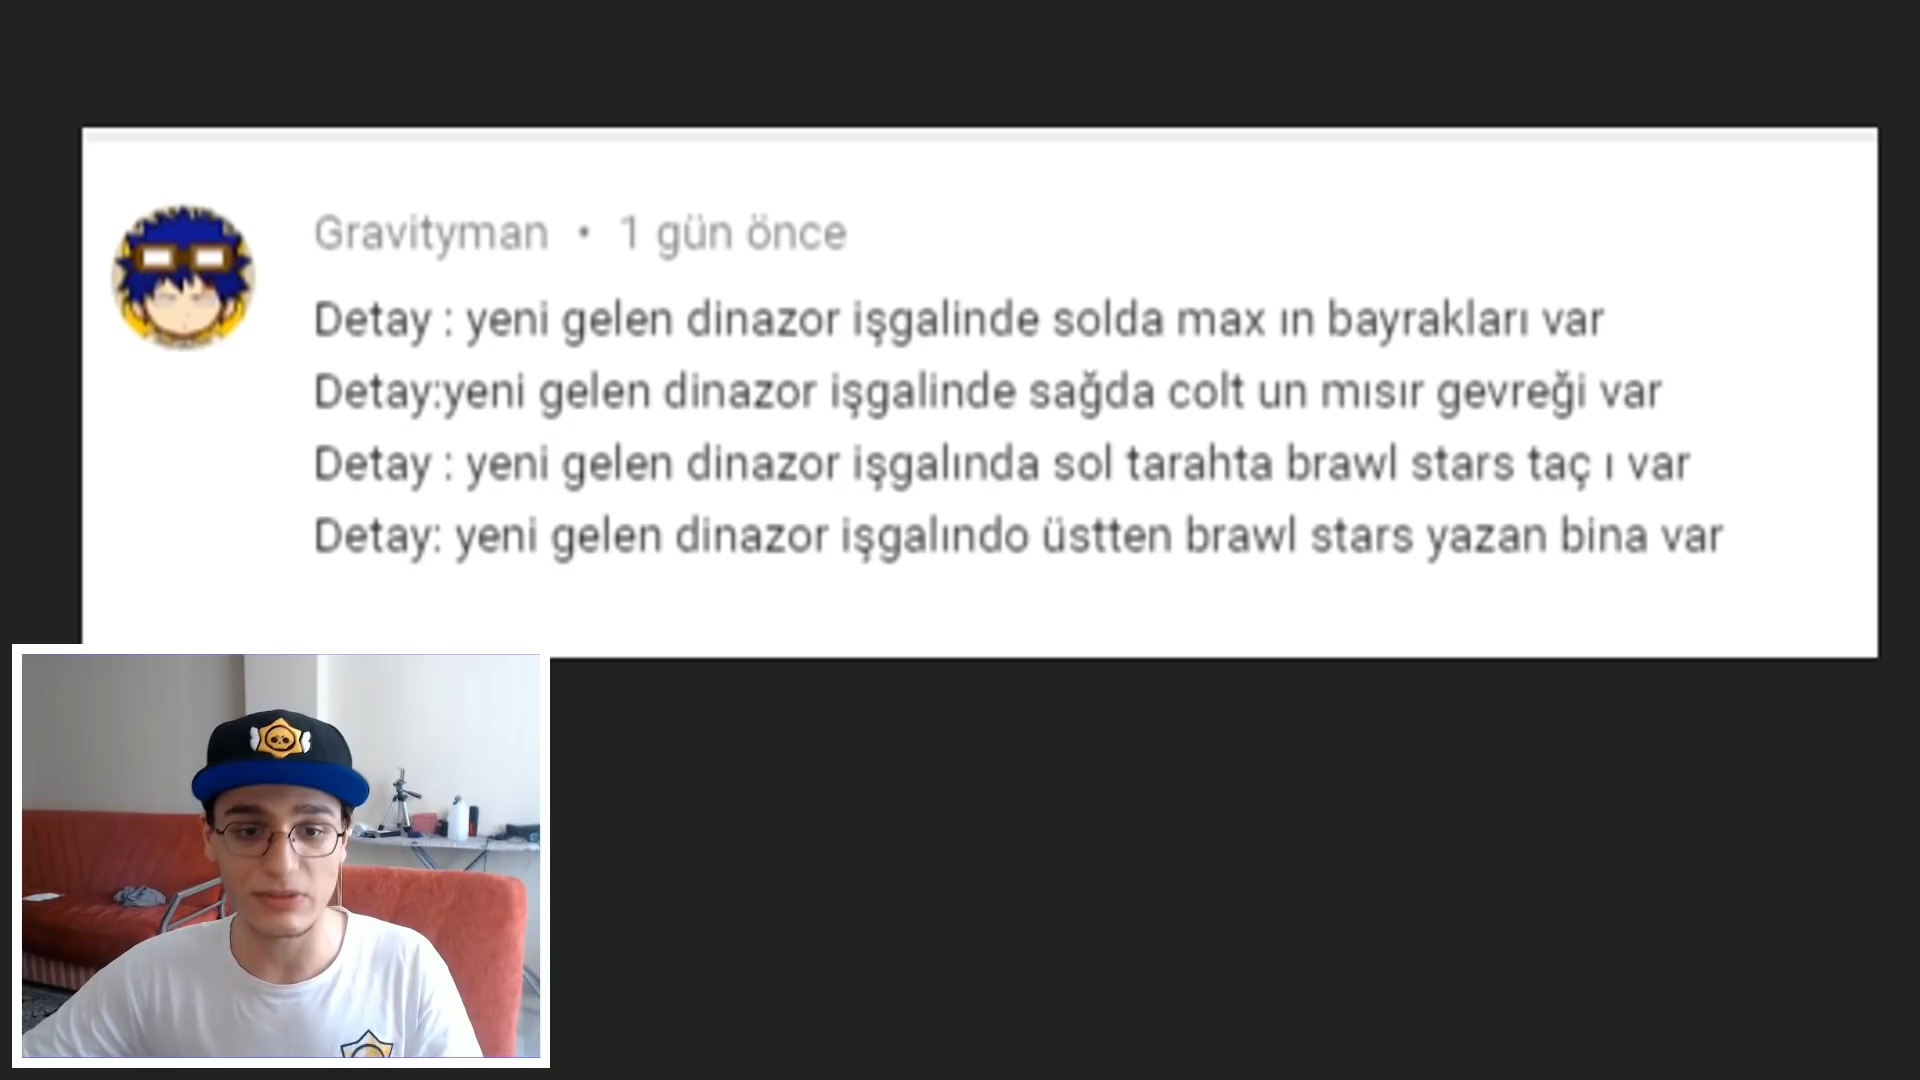 Gravityman • 1 gün önce
Detay : yeni gelen dinazor işgalinde solda max ın bayrakları var
Detay:yeni gelen dinazor işgalinde sağda colt un mısır gevreği var
Detay : yeni gelen dinazor işgalında sol tarahta brawl stars taç ı var
Detay: yeni gelen dinazor işgalındo üstten brawl stars yazan bina var